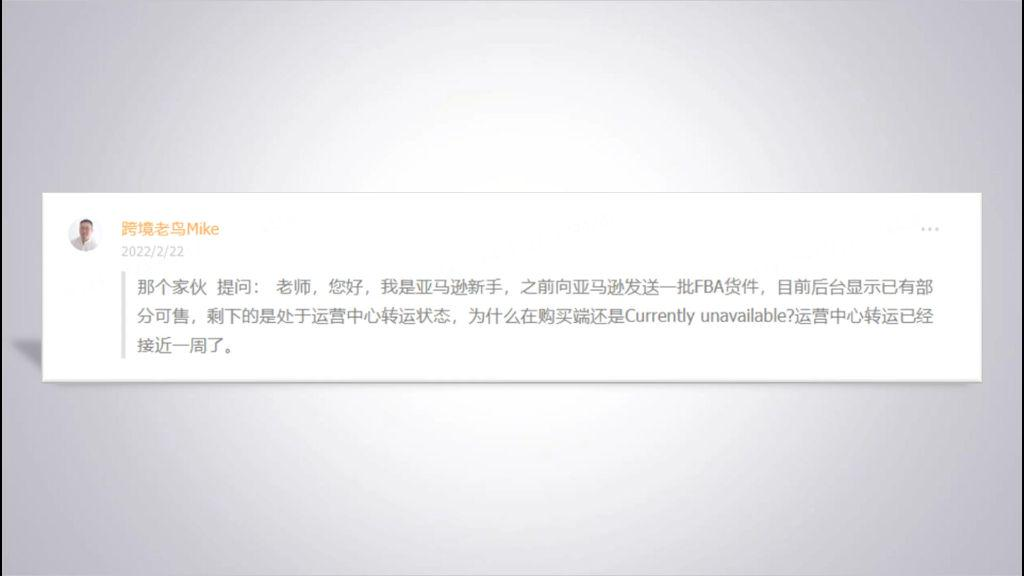 跨境老鸟Mike
2022/2/22
那个家伙 提问： 老师，您好，我是亚马逊新手，之前向亚马逊发送一批FBA货件，目前后台显示已有部
分可售，剩下的是处于运营中心转运状态，为什么在购买端还是Currently unavailable?运营中心转运已经
接近一周了。